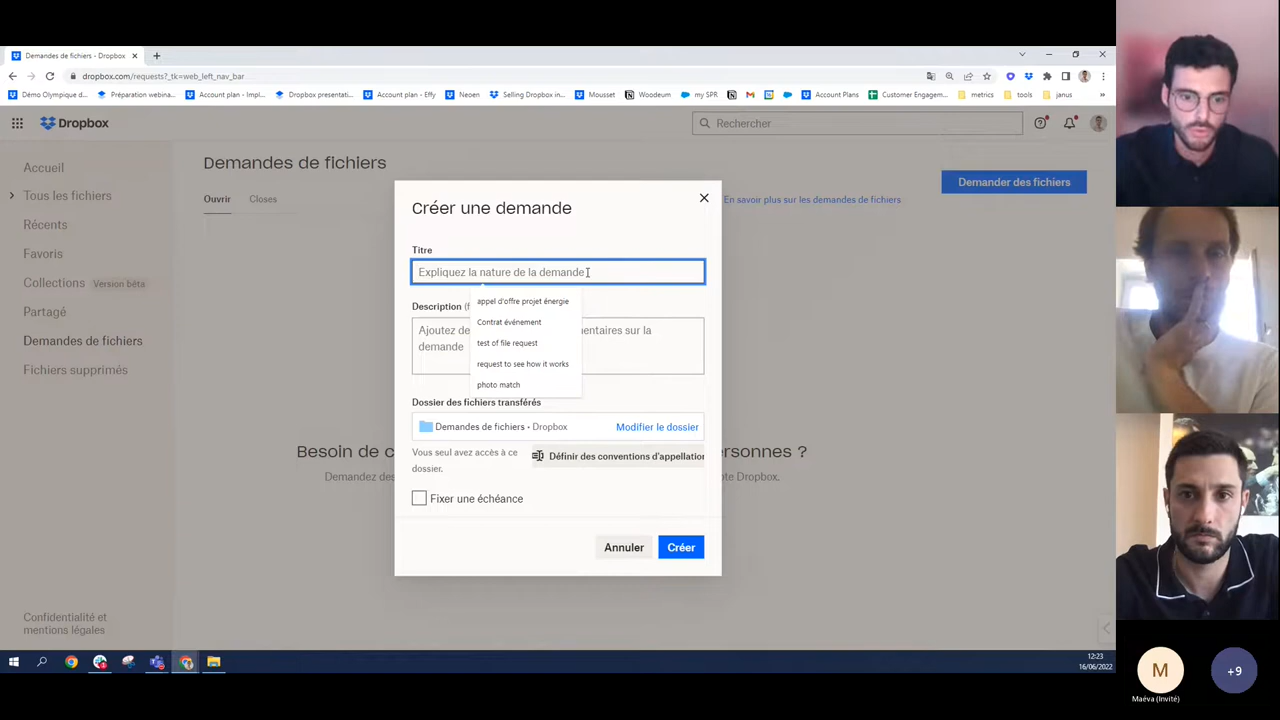 Demandes de fichiers - Dropbox
dropbox.com/requests?_tk=web_left_nav_bar
Démo Olympique d...
Préparation webina...
Account plan - Impl...
Dropbox presentati...
Account plan - Effy
Neoen
Selling Dropbox in...
Mousset
Woodeum
my SPR
Account Plans
Customer Engagem...
metrics
tools
janus
»
Dropbox
Rechercher
Accueil
Tous les fichiers
Récents
Favoris
Collections Version bêta
Partagé
Demandes de fichiers
Fichiers supprimés
Confidentialité et
mentions légales
Demandes de fichiers
Ouvrir
Closes
En savoir plus sur les demandes de fichiers
Demander des fichiers
Besoin de c
ersonnes ?
Demandez des
te Dropbox.
Créer une demande
Titre
Expliquez la nature de la demande
appel d'offre projet énergie
Contrat événement
test of file request
request to see how it works
photo match
Description (f
Ajoutez de
mentaires sur la
demande
Dossier des fichiers transférés
Demandes de fichiers • Dropbox
Modifier le dossier
Vous seul avez accès à ce
dossier.
Définir des conventions d'appellation
Fixer une échéance
Annuler
Créer
12:23
16/06/2022
M
Maéva (Invité)
+9